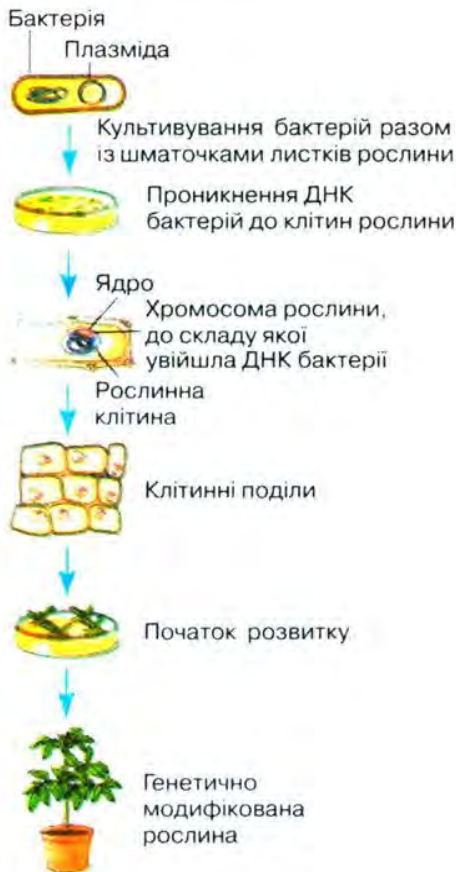 Бактерія
Плазміда
Культивування бактерій разом
із шматочками листків рослини
Проникнення ДНК
бактерій до клітин рослини
Ядро
Хромосома рослини,
до складу якої
увійшла ДНК бактерії
Рослинна
клітина
Клітинні поділи
Початок розвитку
Генетично
модифікована
рослина